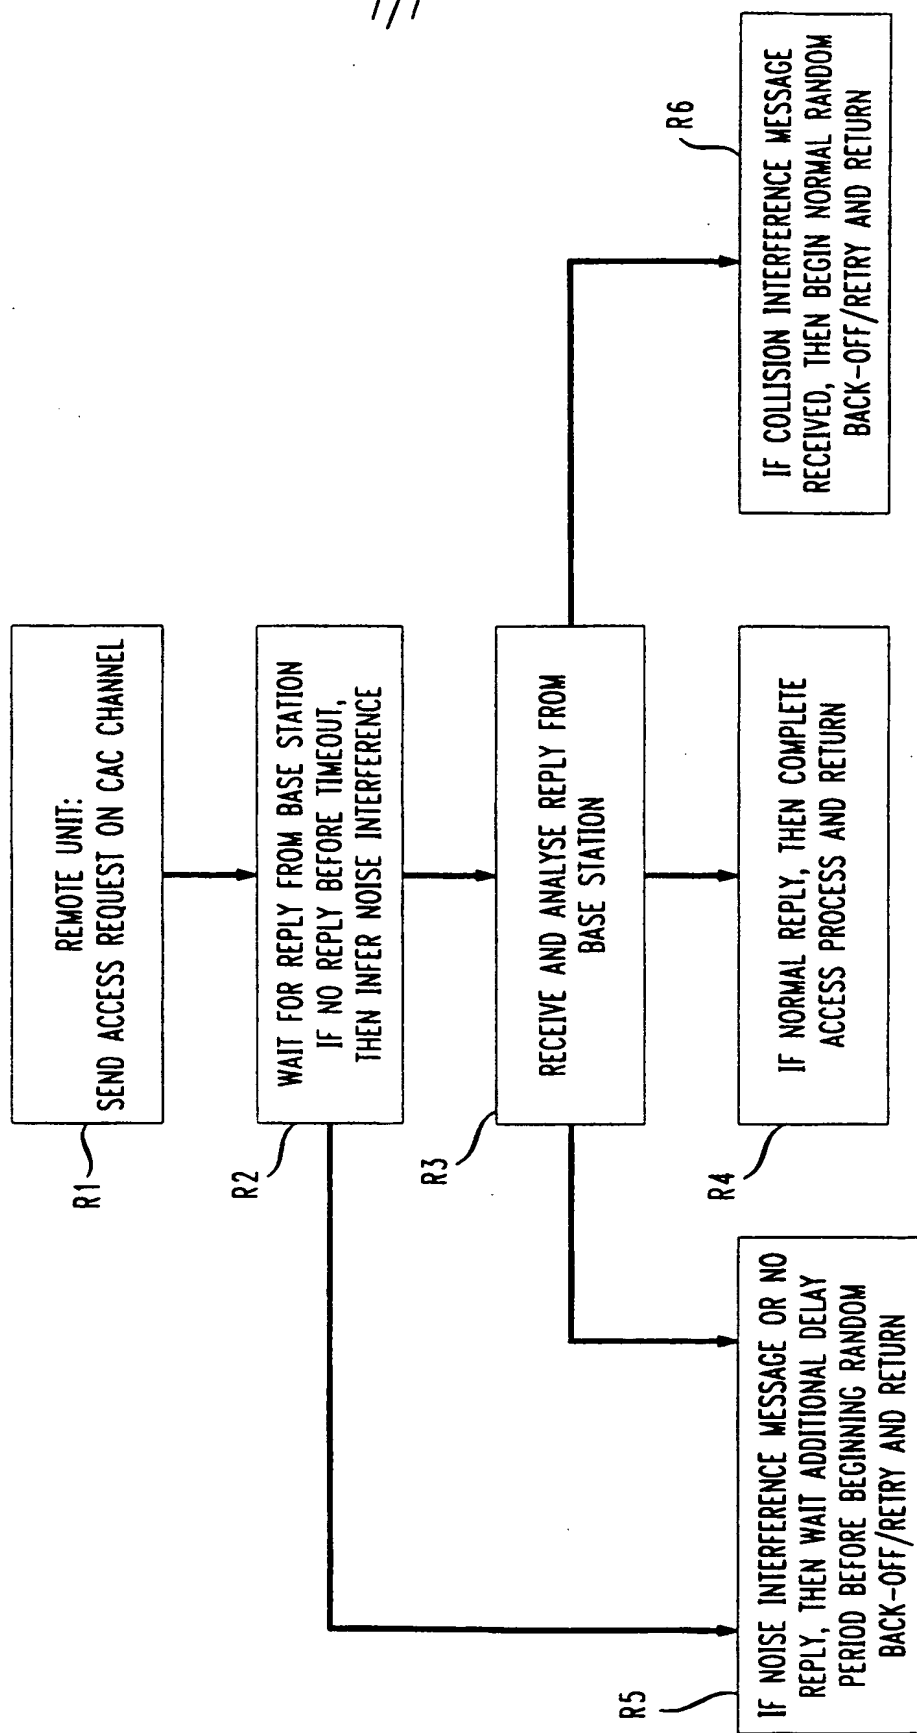 7/7
REMOTE UNIT:
SEND ACCESS REQUEST ON CAC CHANNEL
R1
WAIT FOR REPLY FROM BASE STATION
IF NO REPLY BEFORE TIMEOUT,
THEN INFER NOISE INTERFERENCE
R2
RECEIVE AND ANALYSE REPLY FROM
BASE STATION
R3
IF NOISE INTERFERENCE MESSAGE OR NO
REPLY, THEN WAIT ADDITIONAL DELAY
PERIOD BEFORE BEGINNING RANDOM
BACK-OFF/RETRY AND RETURN
R5
IF NORMAL REPLY, THEN COMPLETE
ACCESS PROCESS AND RETURN
R4
IF COLLISION INTERFERENCE MESSAGE
RECEIVED, THEN BEGIN NORMAL RANDOM
BACK-OFF/RETRY AND RETURN
R6